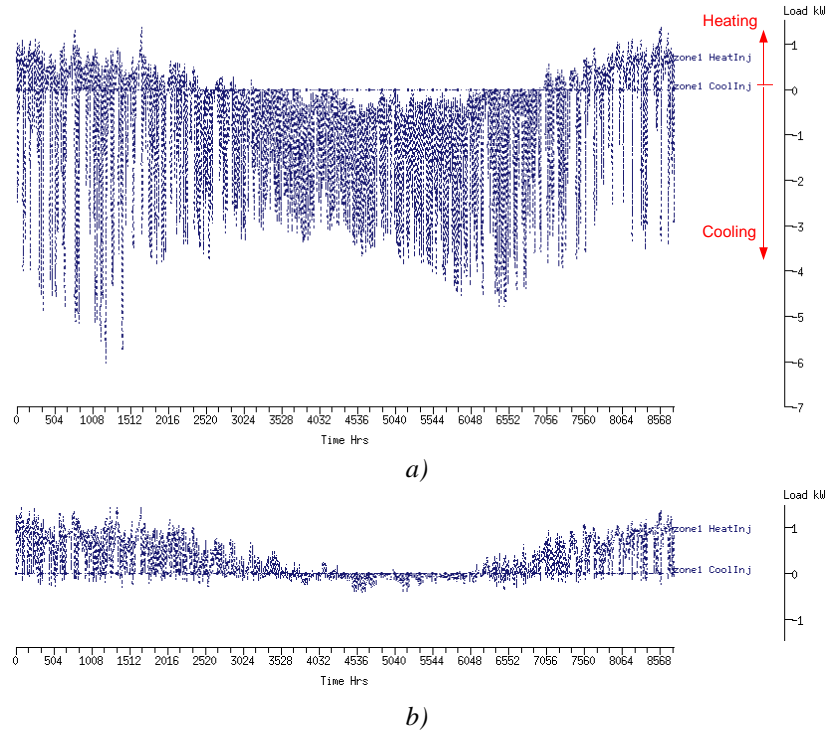 Load kW
Heating
1
zone1 HeatInj
zone1 CoolInj
0
-1
-2
-3
Cooling
-4
-5
-6
-7
0 504 1008 1512 2016 2520 3024 3528 4032 4536 5040 5544 6048 6552 7056 7560 8064 8568
Time Hrs
a)
Load kW
1
zone1 HeatInj
zone1 CoolInj
0
-1
0 504 1008 1512 2016 2520 3024 3528 4032 4536 5040 5544 6048 6552 7056 7560 8064 8568
Time Hrs
b)